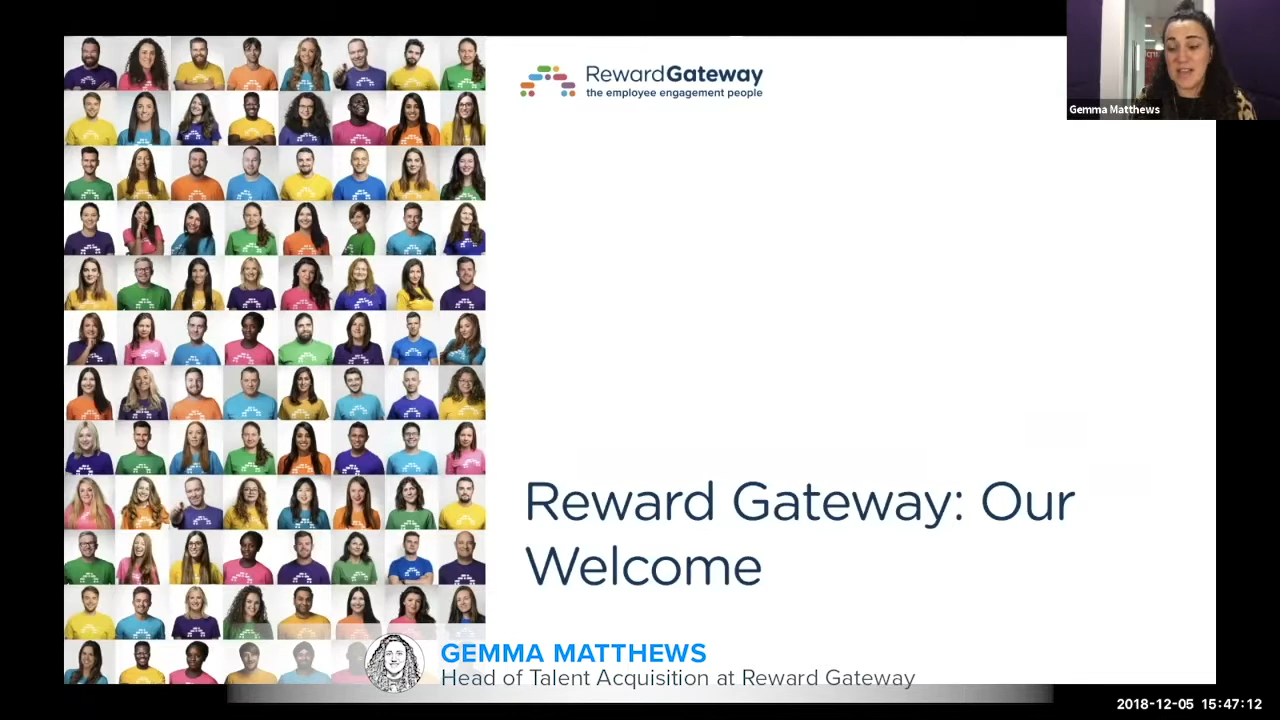 RewardGateway
the employee engagement people
Gemma Matthews
Reward Gateway: Our
Welcome
GEMMA MATTHEWS
Head of Talent Acquisition at Reward Gateway
2018-12-05 15:47:12